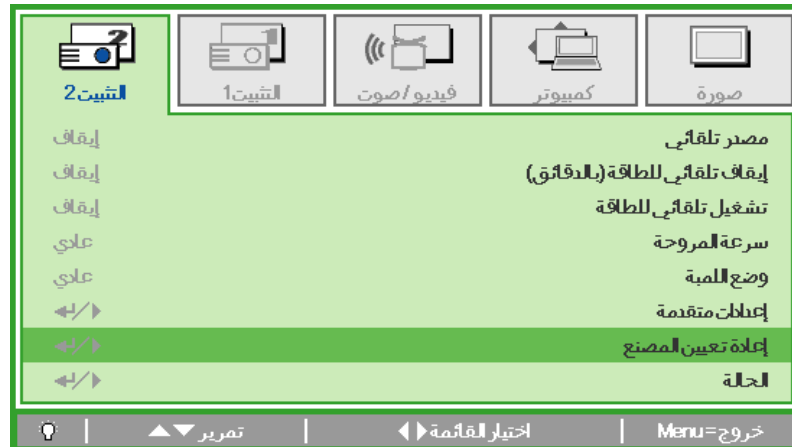 صورة
كمبيوتر
فيديو/صوت
التثبيت1
التثبيت2
مصدر تلقائي إيقاف
إيقاف تلقائي للطاقة(بالدقائق) إيقاف
تشغيل تلقائي للطاقة إيقاف
سرعة المروحة عادي
وضع اللمبة عادي
إعدادات متقدمة
إعادة تعيين المصنع
الحالة
خروج=Menu اختيار القائمة تمرير